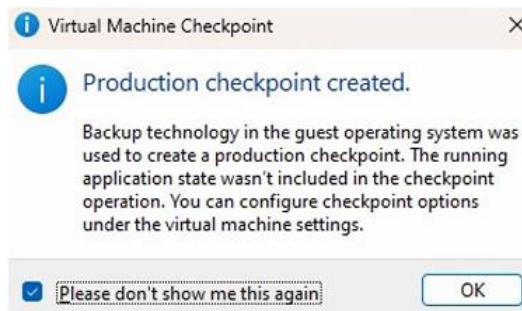 Virtual Machine Checkpoint
Production checkpoint created.
Backup technology in the guest operating system was
used to create a production checkpoint. The running
application state wasn't included in the checkpoint
operation. You can configure checkpoint options
under the virtual machine settings.
Please don't show me this again
OK